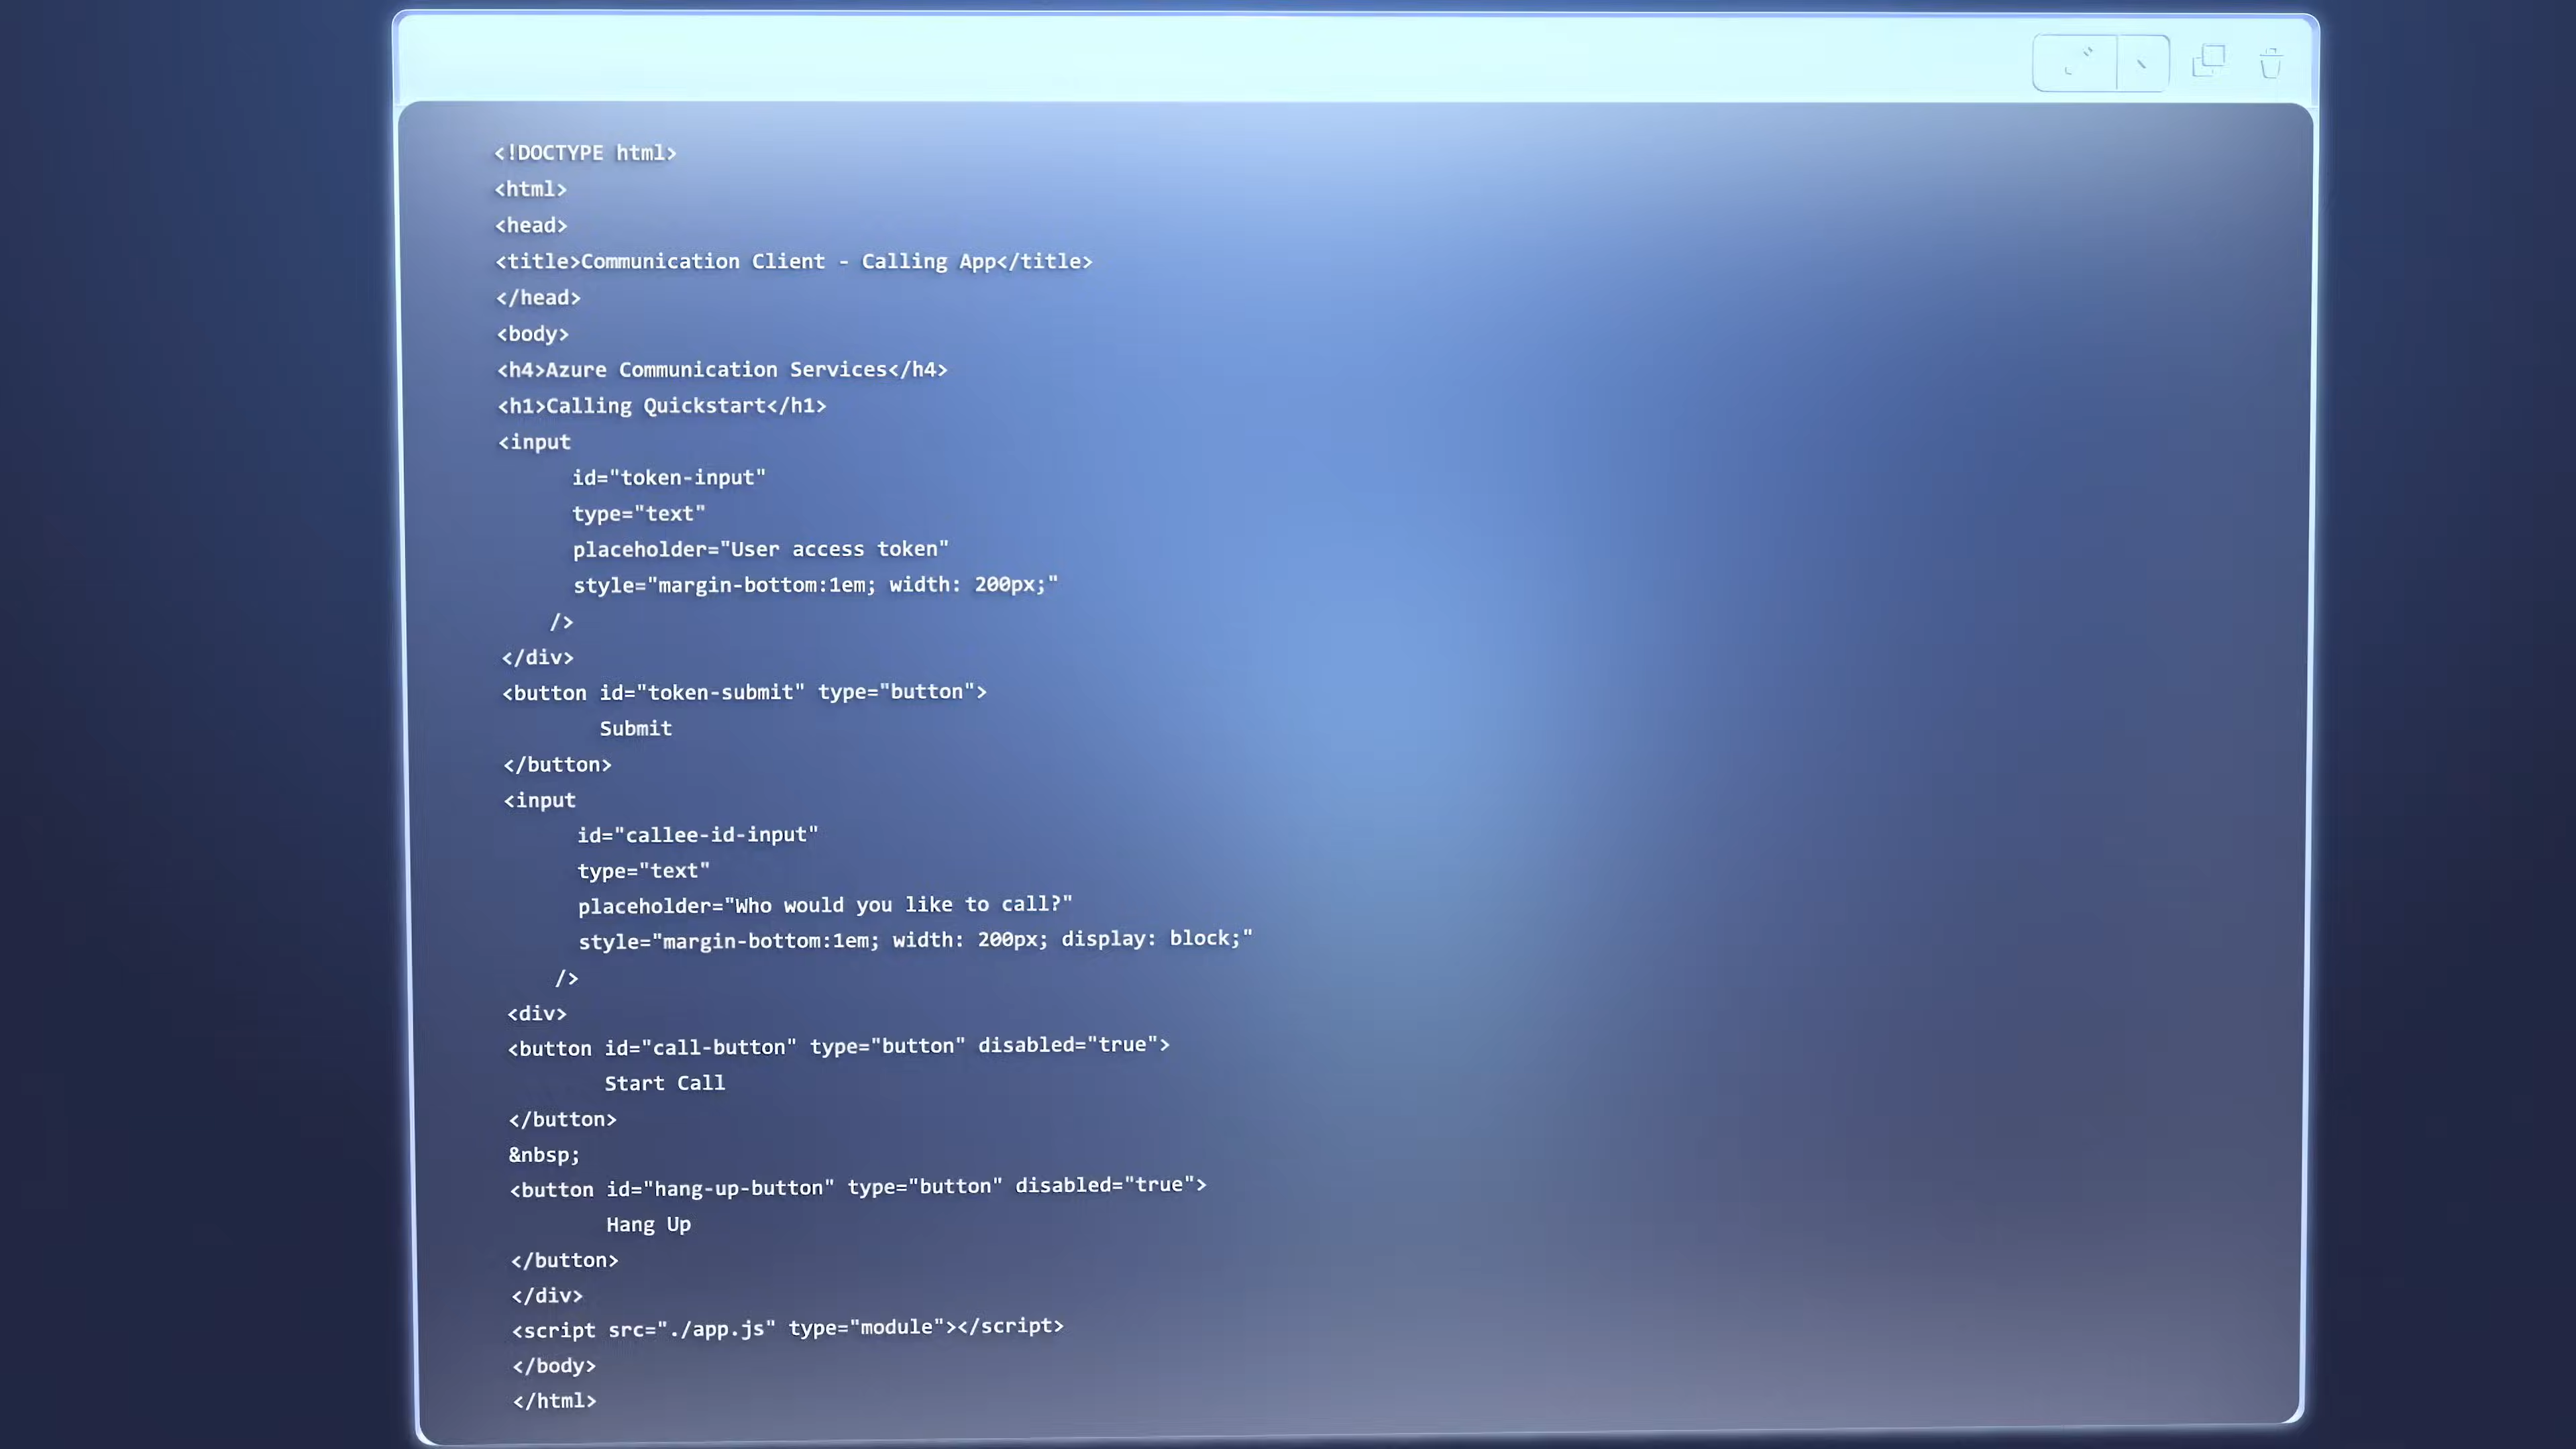 <!DOCTYPE html>
<html>
<head>
<title>Communication Client - Calling App</title>
</head>
<body>
<h4>Azure Communication Services</h4>
<h1>Calling Quickstart</h1>
<input
id="token-input"
type="text"
placeholder="User access token"
style="margin-bottom:1em; width: 200px;"
/>
</div>
<button id="token-submit" type="button">
Submit
</button>
<input
id="callee-id-input"
type="text"
placeholder="Who would you like to call?"
style="margin-bottom:1em; width: 200px; display: block;"
/>
<div>
<button id="call-button" type="button" disabled="true">
Start Call
</button>
&nbsp;
<button id="hang-up-button" type="button" disabled="true">
Hang Up
</button>
</div>
<script src="./app.js" type="module"></script>
</body>
</html>